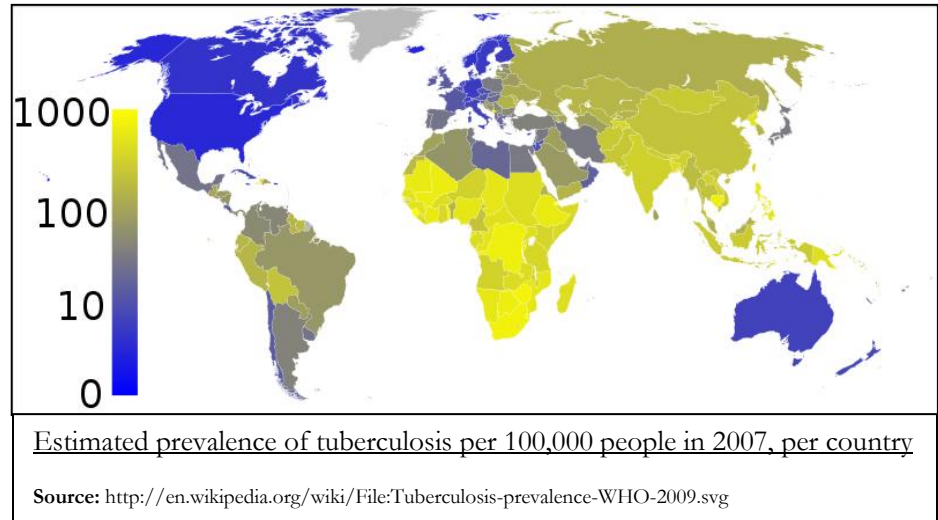 1000
100
10
0
Estimated prevalence of tuberculosis per 100,000 people in 2007, per country
Source: http://en.wikipedia.org/wiki/File:Tuberculosis-prevalence-WHO-2009.svg